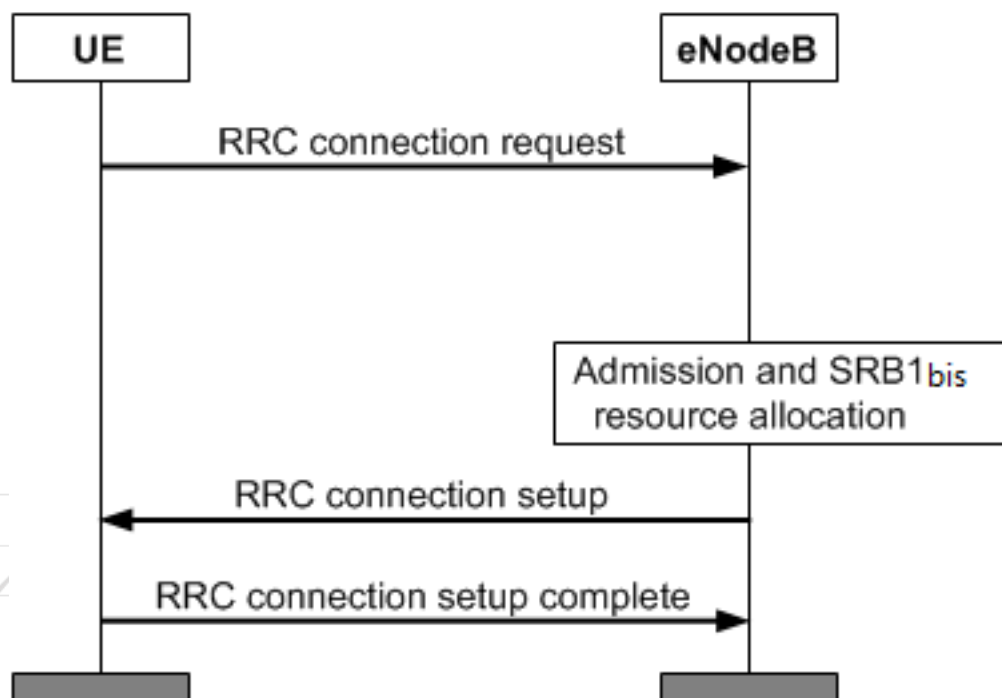 UE
eNodeB
RRC connection request
Admission and SRB1bis
resource allocation
RRC connection setup
RRC connection setup complete